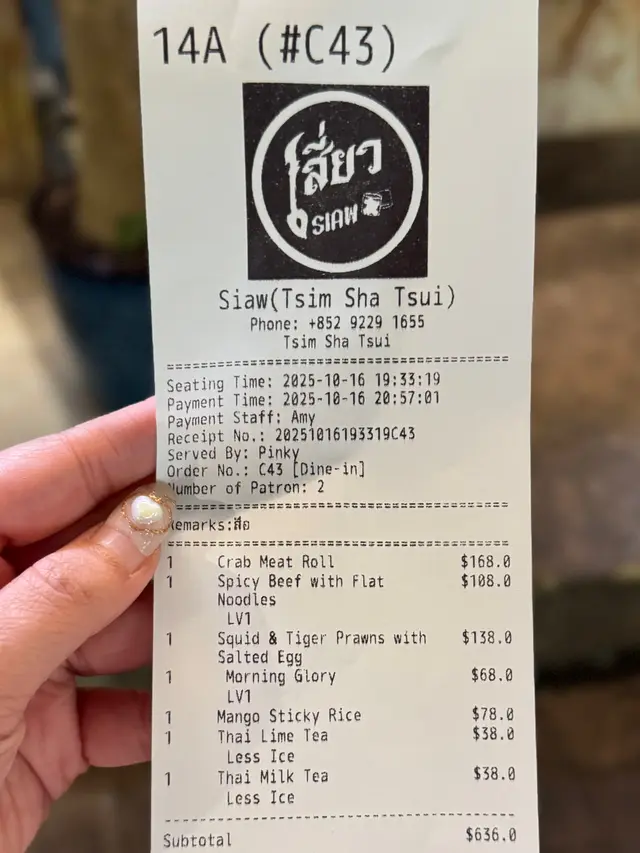 14A (#C43)
เสี่ยว
SIAW
Siaw(Tsim Sha Tsui)
Phone: +852 9229 1655
Tsim Sha Tsui
Seating Time: 2025-10-16 19:33:19
Payment Time: 2025-10-16 20:57:01
Payment Staff: Amy
Receipt No.: 20251016193319C43
Served By: Pinky
Order No.: C43 [Dine-in]
Number of Patron: 2
Remarks:สือ
1 Crab Meat Roll $168.0
1 Spicy Beef with Flat $108.0
Noodles
LV1
1 Squid & Tiger Prawns with $138.0
Salted Egg
1 Morning Glory $68.0
LV1
1 Mango Sticky Rice $78.0
1 Thai Lime Tea $38.0
Less Ice
1 Thai Milk Tea $38.0
Less Ice
Subtotal $636.0